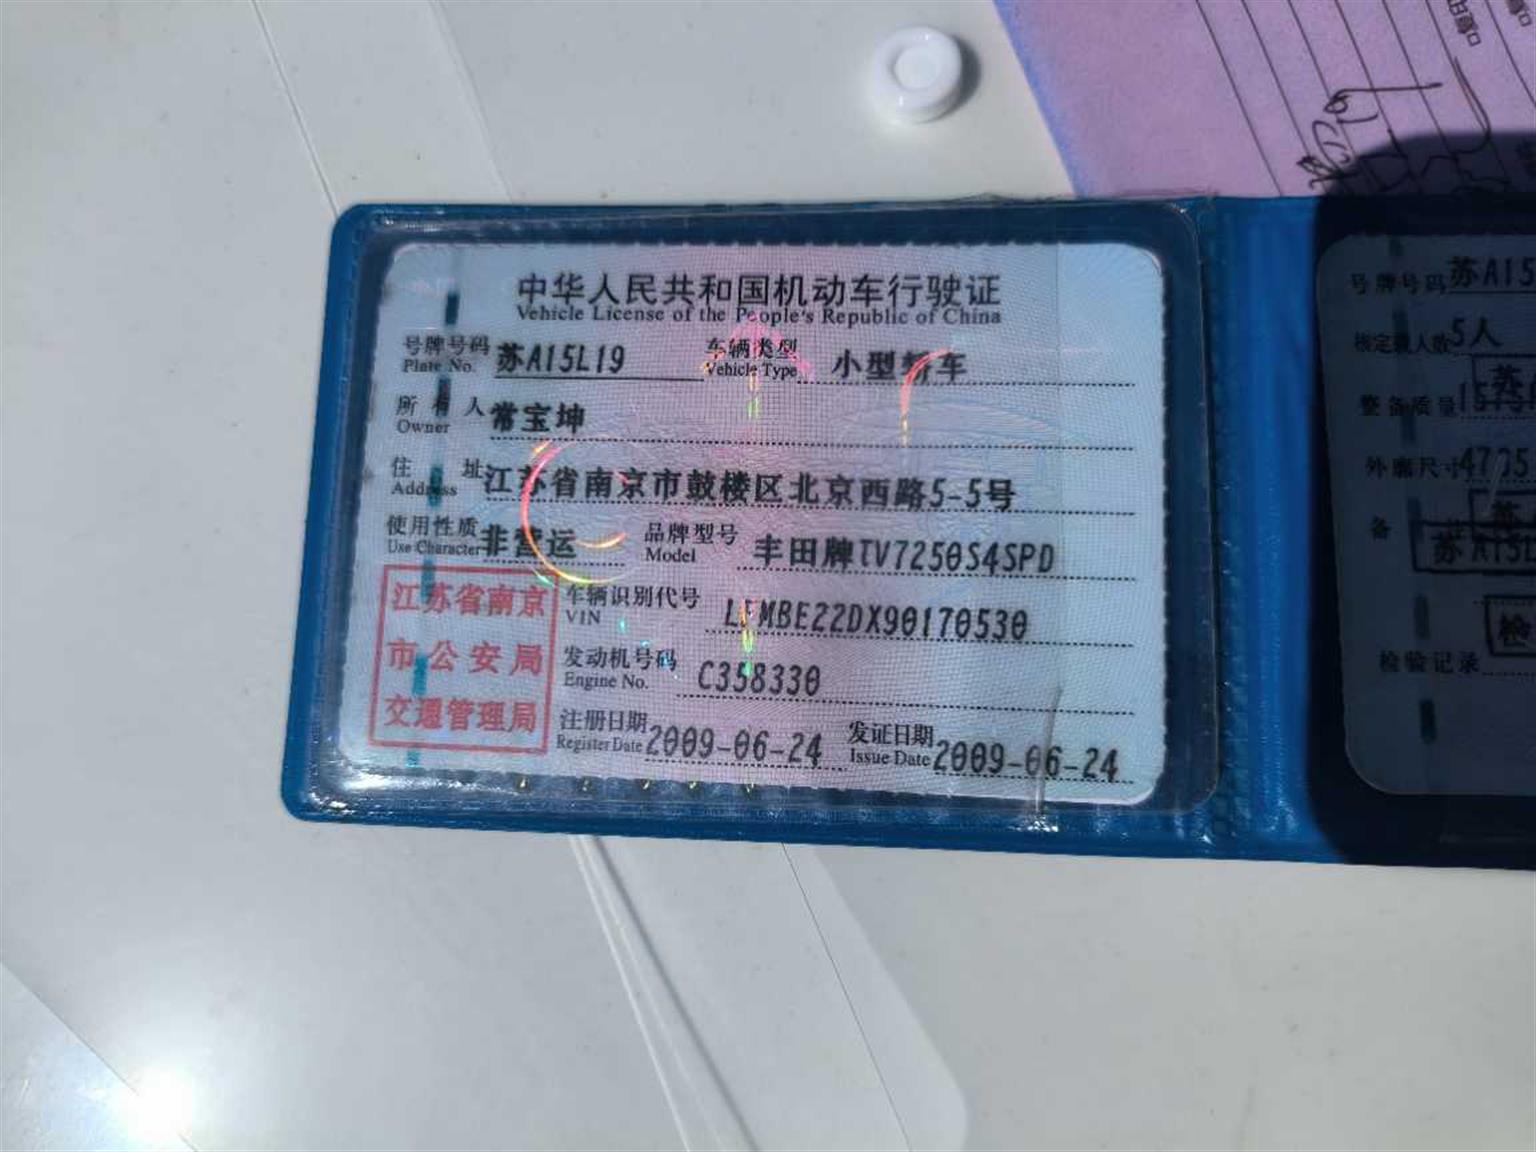 中华人民共和国机动车行驶证
Vehicle License of the People's Republic of China
号牌号码 苏A15L19 车辆类型 小型轿车
Plate No. Vehicle Type
所有人 常宝坤
Owner
住址 江苏省南京市鼓楼区北京西路5-5号
Address
使用性质 非营运 品牌型号 丰田牌TV7250S4SPD
Use Character Model
江苏省南京
市公安局
交通管理局
车辆识别代号 LFMBE22DX90170530
VIN
发动机号码 C358330
Engine No.
注册日期 2009-06-24 发证日期 2009-06-24
Register Date Issue Date
号牌号码 苏A15
核定载人数 5人
整备质量
外廓尺寸
备
苏A15
检
检验记录